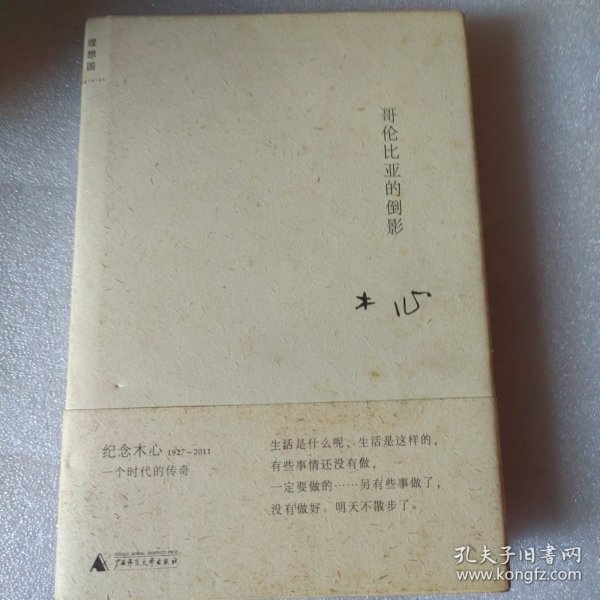 理想国
哥伦比亚的倒影
木心
纪念木心 1927-2011
一个时代的传奇
生活是什么呢，生活是这样的，
有些事情还没有做，
一定要做的……另有些事做了，
没有做好。明天不散步了。
广西师范大学出版社
孔夫子旧书网
www.kongfz.com